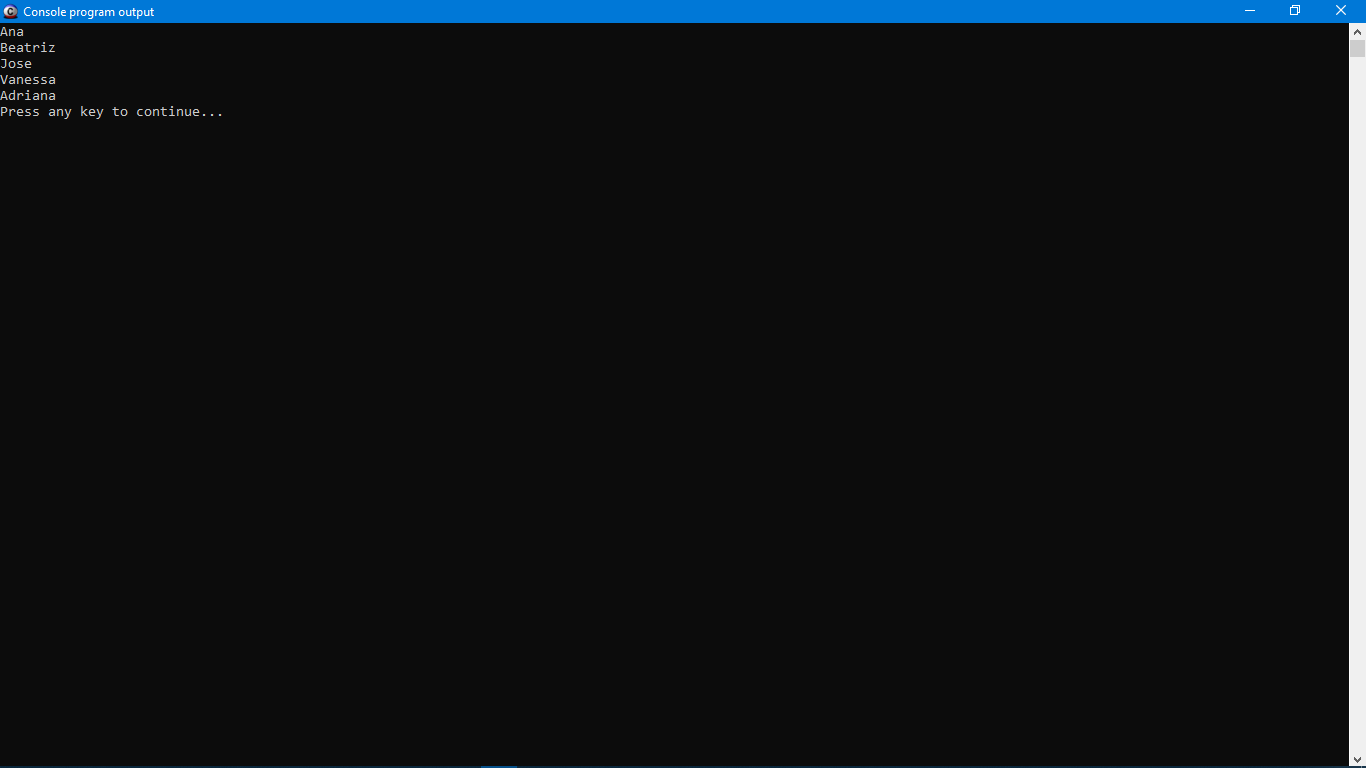 Console program output
Ana
Beatriz
Jose
Vanessa
Adriana
Press any key to continue...